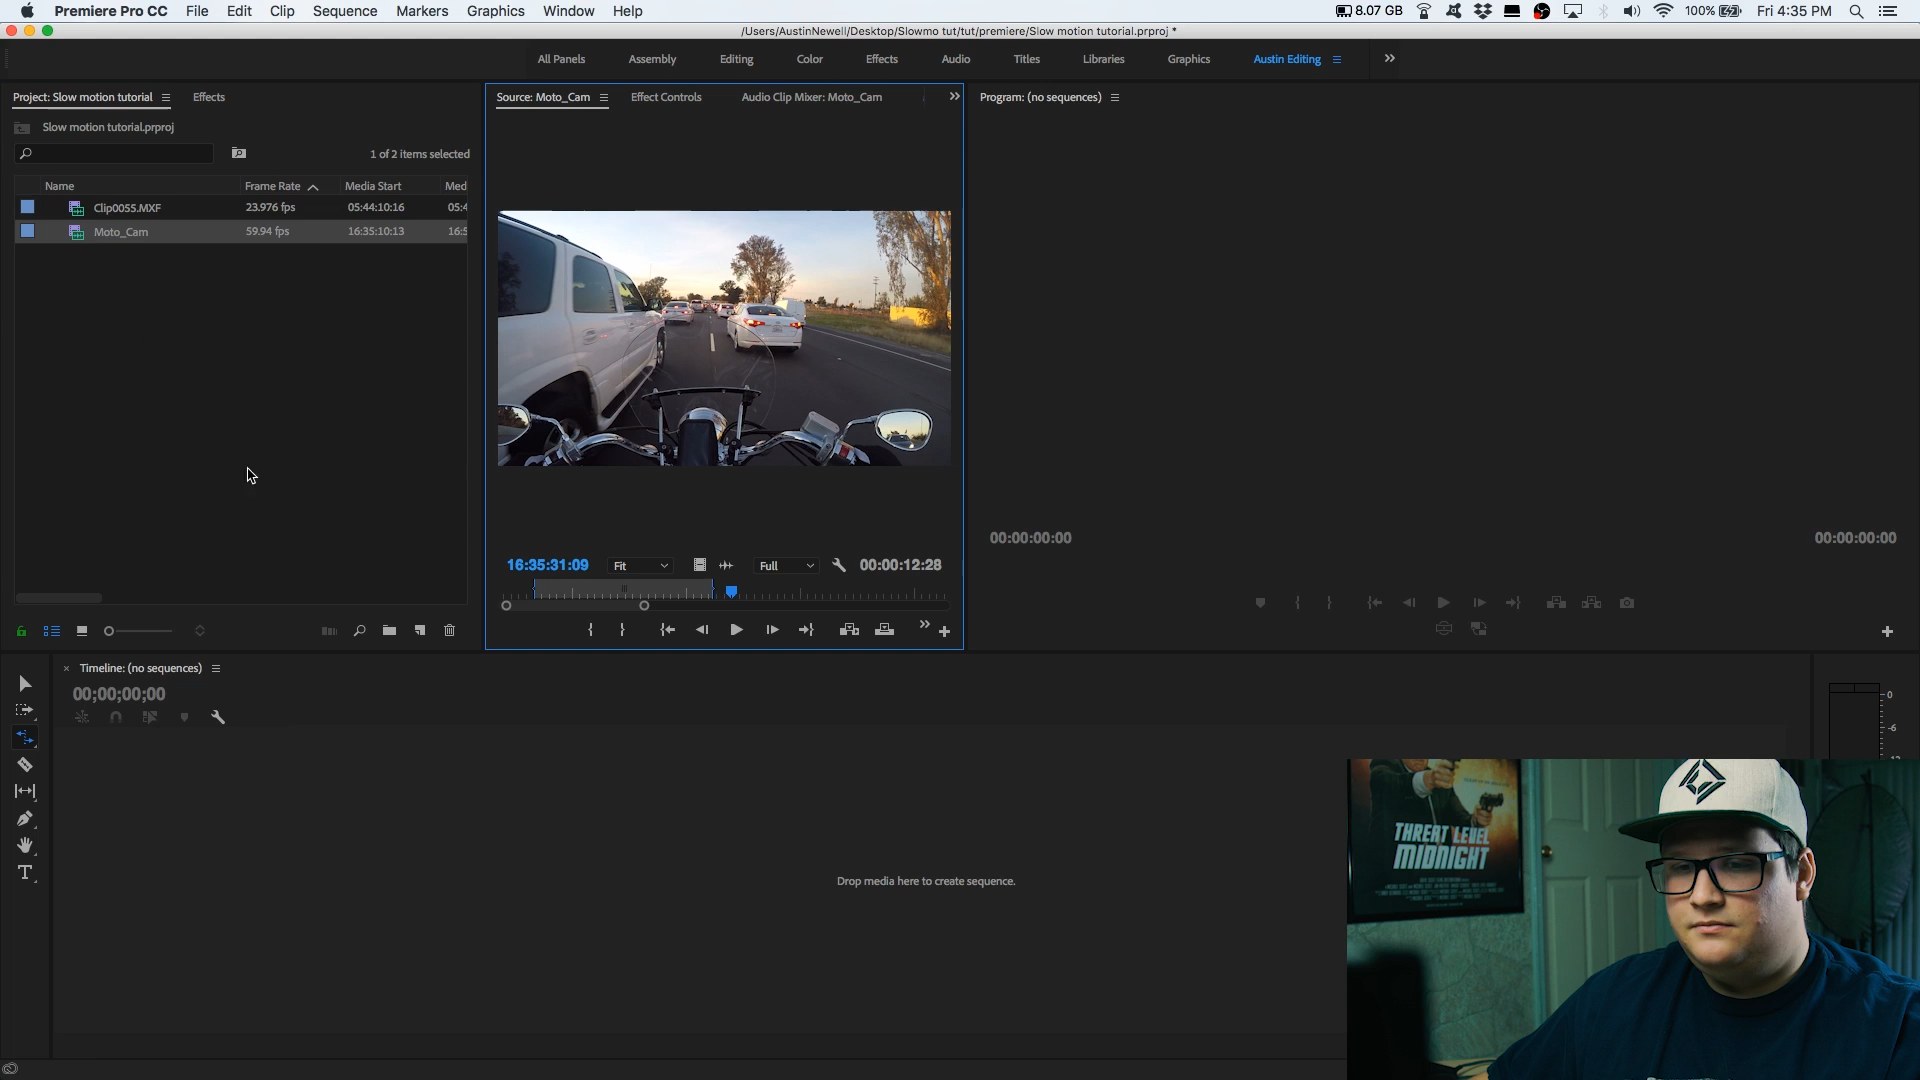 Premiere Pro CC File Edit Clip Sequence Markers Graphics Window Help 8.07 GB 100% Fri 4:35 PM
/Users/AustinNewell/Desktop/Slowmo tut/tut/premiere/Slow motion tutorial.prproj *
All Panels Assembly Editing Color Effects Audio Titles Libraries Graphics Austin Editing
Project: Slow motion tutorial Effects
Slow motion tutorial.prproj
1 of 2 items selected
Name Frame Rate Media Start Med
Clip0055.MXF 23.976 fps 05:44:10:16 05:4
Moto_Cam 59.94 fps 16:35:10:13 16:5
Source: Moto_Cam Effect Controls Audio Clip Mixer: Moto_Cam
16:35:31:09 Fit Full 00:00:12:28
Program: (no sequences)
00:00:00:00 00:00:00:00
Timeline: (no sequences)
00;00;00;00
Drop media here to create sequence.
0
-6
THREAT LEVEL
MIDNIGHT